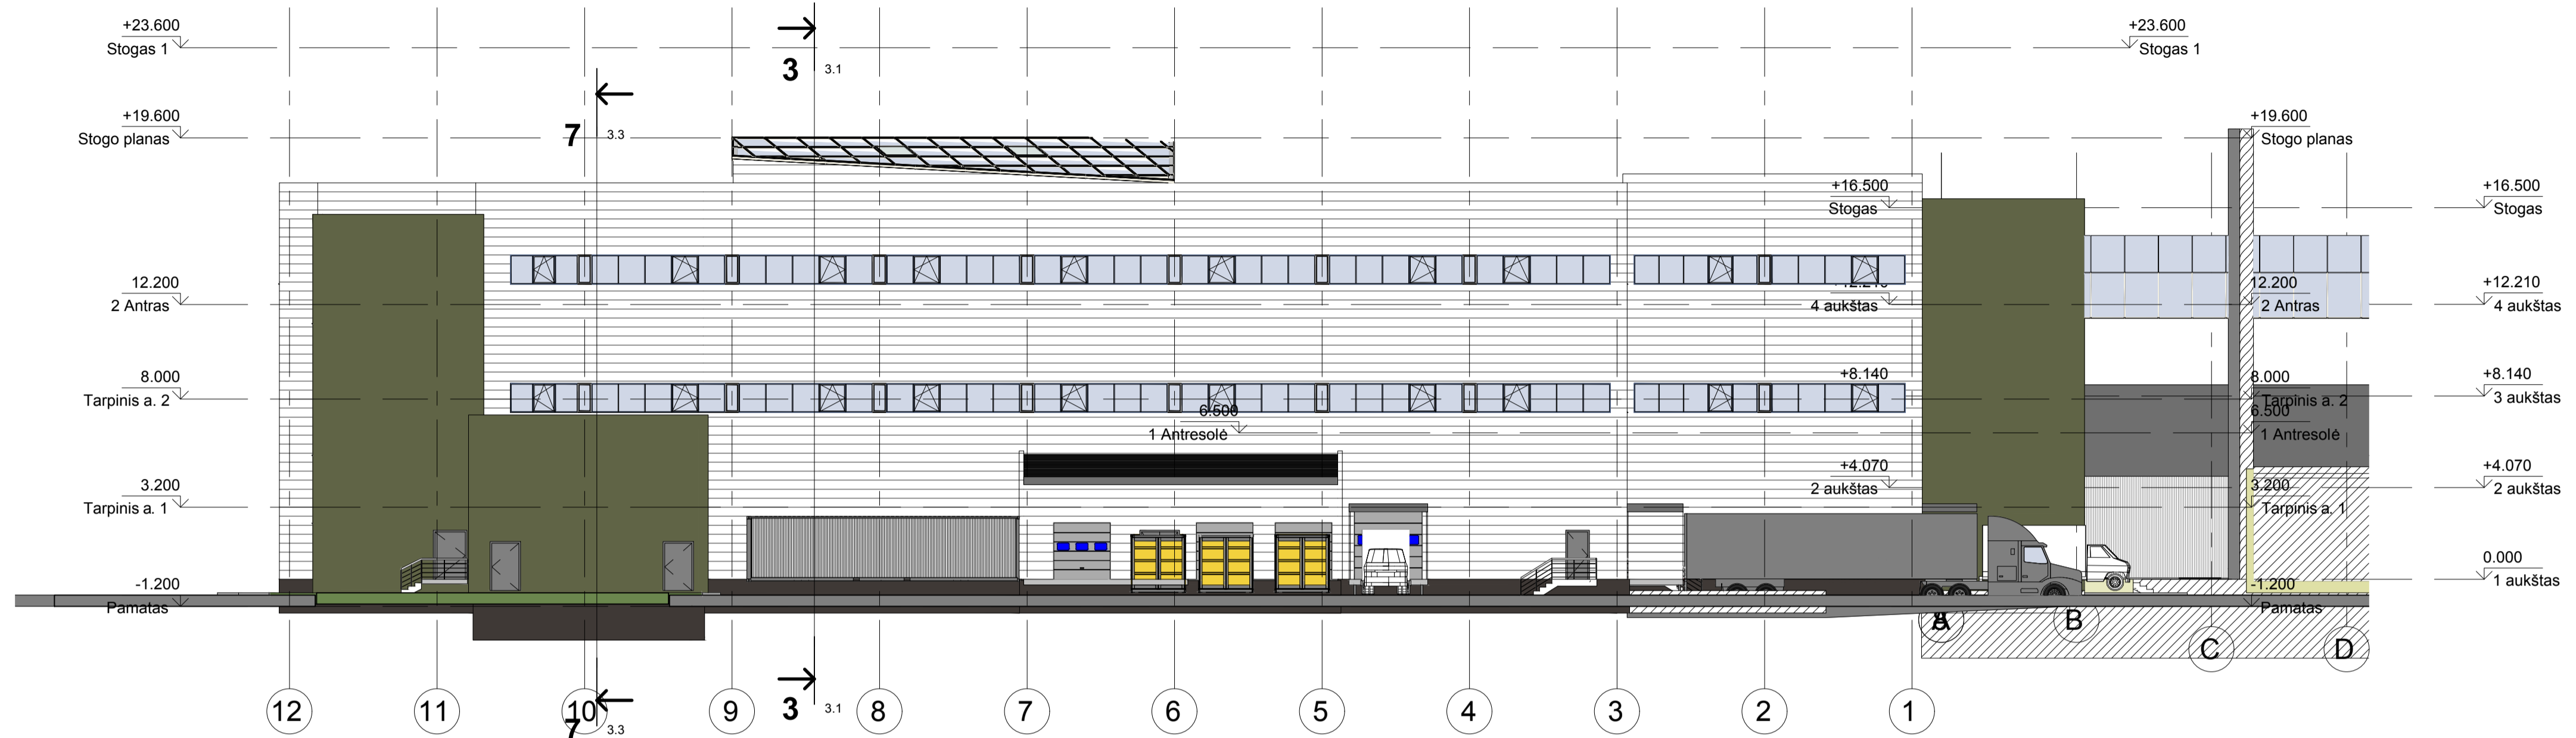 +23.600
Stogas 1
+23.600
Stogas 1
3
3.1
+19.600
Stogo planas
7
3.3
+19.600
Stogo planas
+16.500
Stogas
+16.500
Stogas
12.200
2 Antras
4 aukštas
12.200
2 Antras
+12.210
4 aukštas
8.000
Tarpinis a. 2
+8.140
8.000
Tarpinis a. 2
+8.140
3 aukštas
6.500
1 Antresolė
6.500
1 Antresolė
+4.070
2 aukštas
+4.070
2 aukštas
3.200
Tarpinis a. 1
3.200
Tarpinis a. 1
0.000
1 aukštas
-1.200
Pamatas
-1.200
Pamatas
A
B
C
D
12
11
10
9
8
7
6
5
4
3
2
1
3
3.1
7
3.3